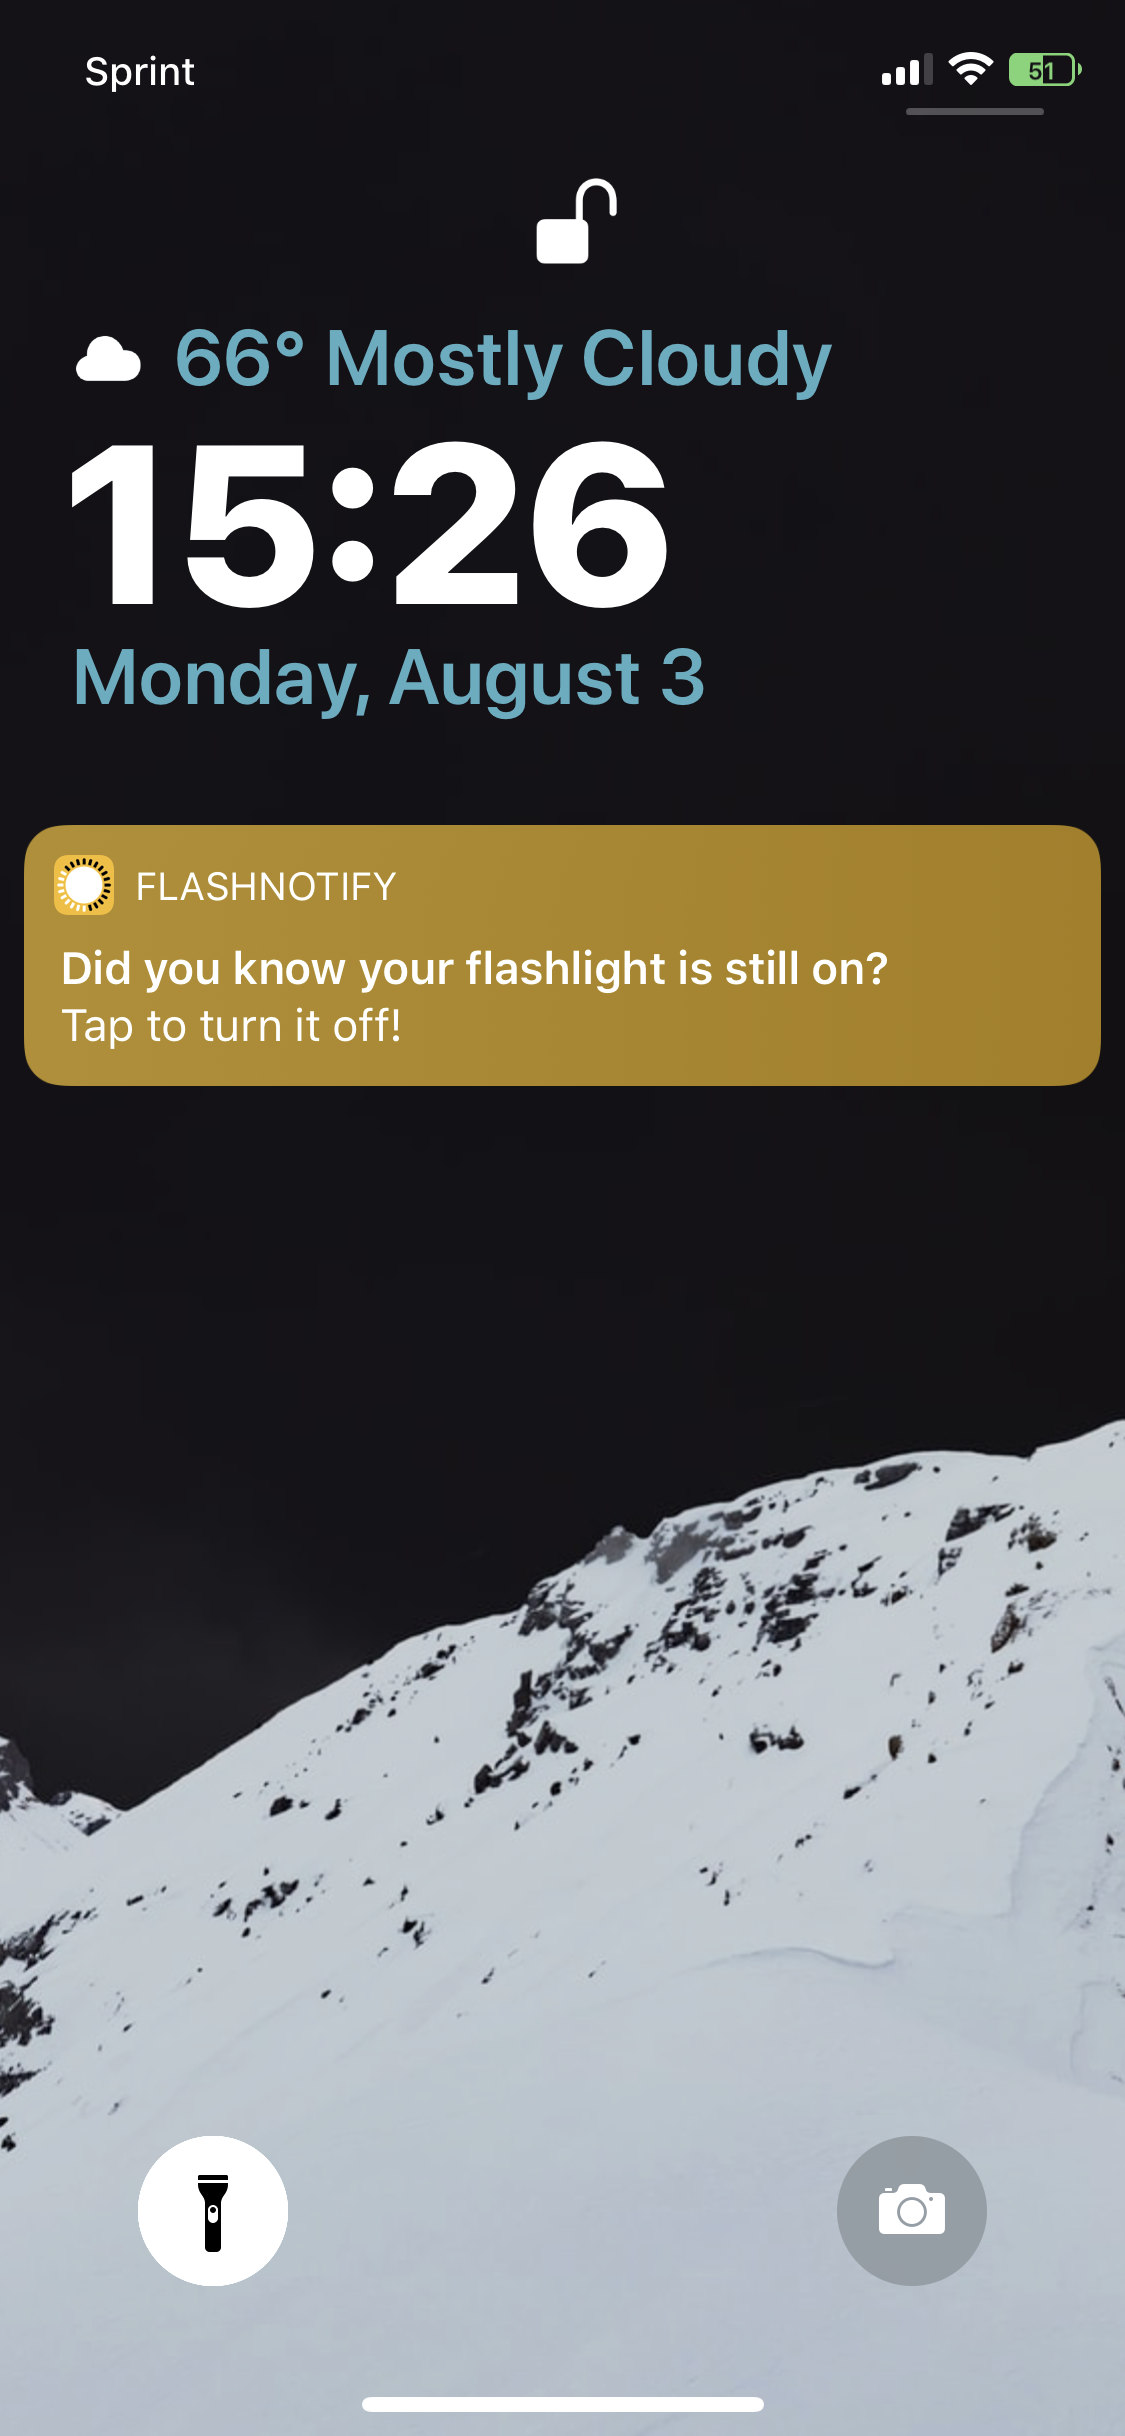 Sprint
51
66° Mostly Cloudy
15:26
Monday, August 3
FLASHNOTIFY
Did you know your flashlight is still on?
Tap to turn it off!